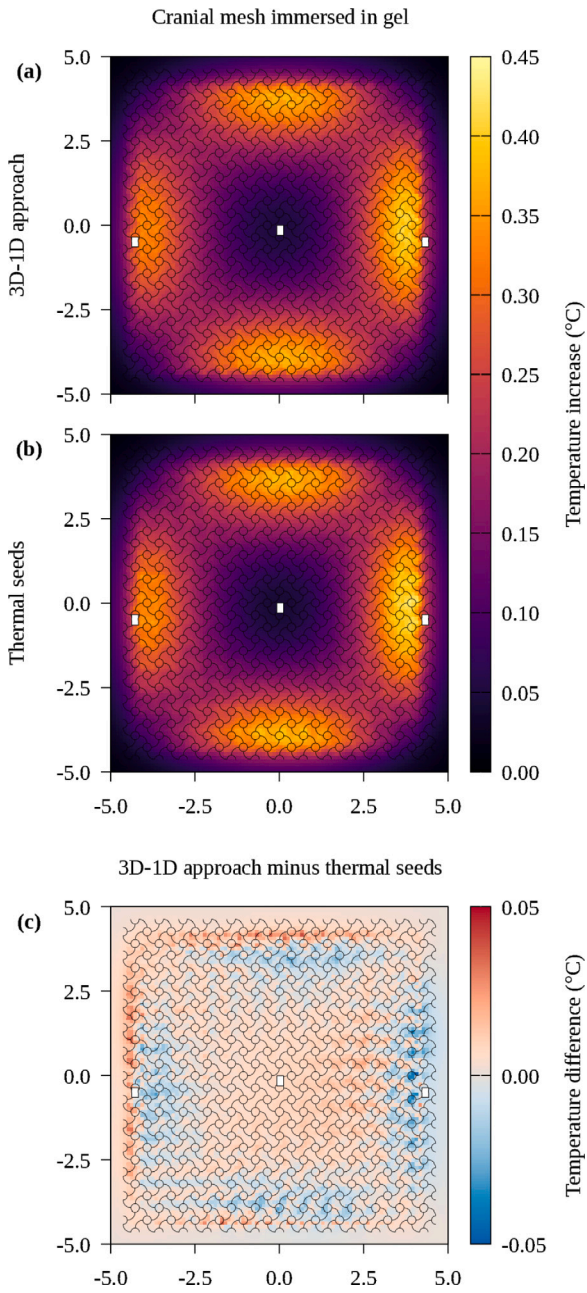 Cranial mesh immersed in gel
(a)
3D-1D approach
5.0
2.5
0.0
-2.5
-5.0
(b)
Thermal seeds
5.0
2.5
0.0
-2.5
-5.0
-5.0 -2.5 0.0 2.5 5.0
0.45
0.40
0.35
0.30
0.25
0.20
0.15
0.10
0.05
0.00
Temperature increase (°C)
3D-1D approach minus thermal seeds
(c)
5.0
2.5
0.0
-2.5
-5.0
-5.0 -2.5 0.0 2.5 5.0
0.05
0.00
-0.05
Temperature difference (°C)